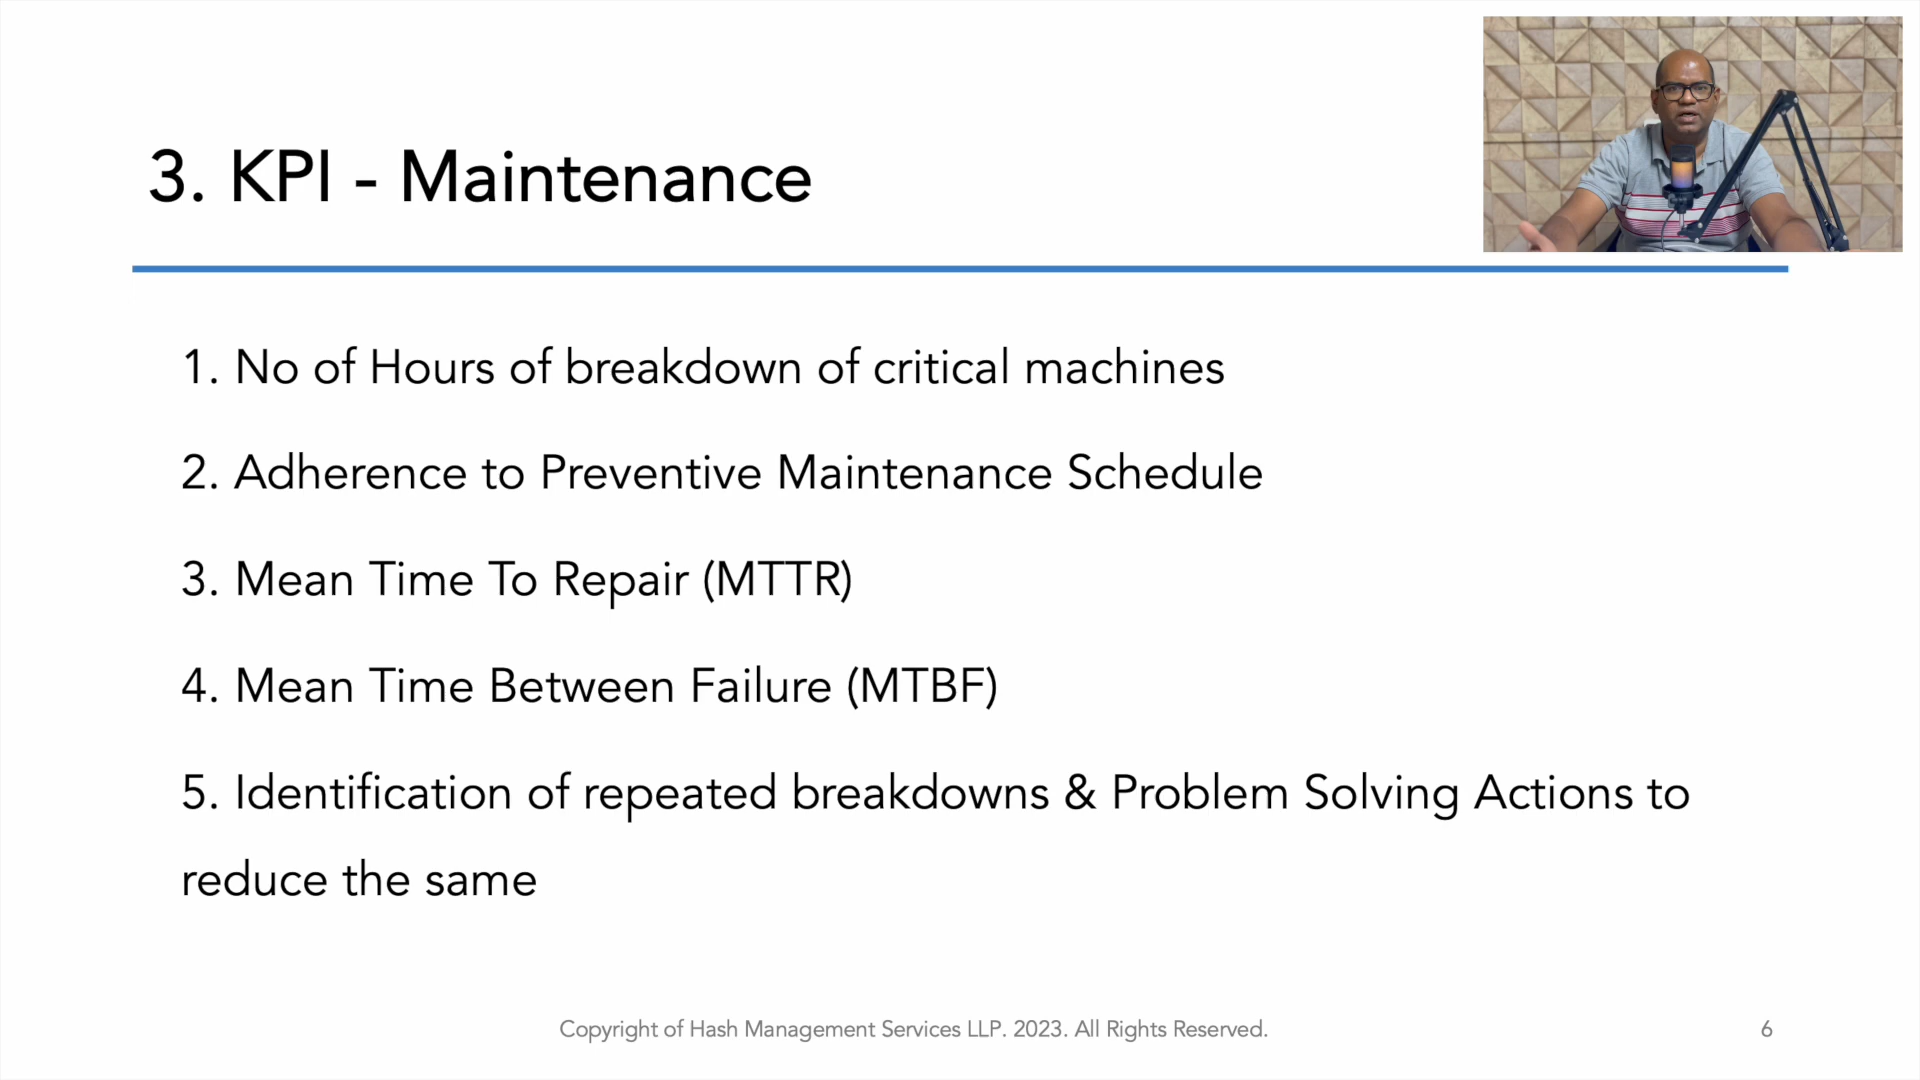 3. KPI - Maintenance
1. No of Hours of breakdown of critical machines
2. Adherence to Preventive Maintenance Schedule
3. Mean Time To Repair (MTTR)
4. Mean Time Between Failure (MTBF)
5. Identification of repeated breakdowns & Problem Solving Actions to
reduce the same
Copyright of Hash Management Services LLP. 2023. All Rights Reserved.
6